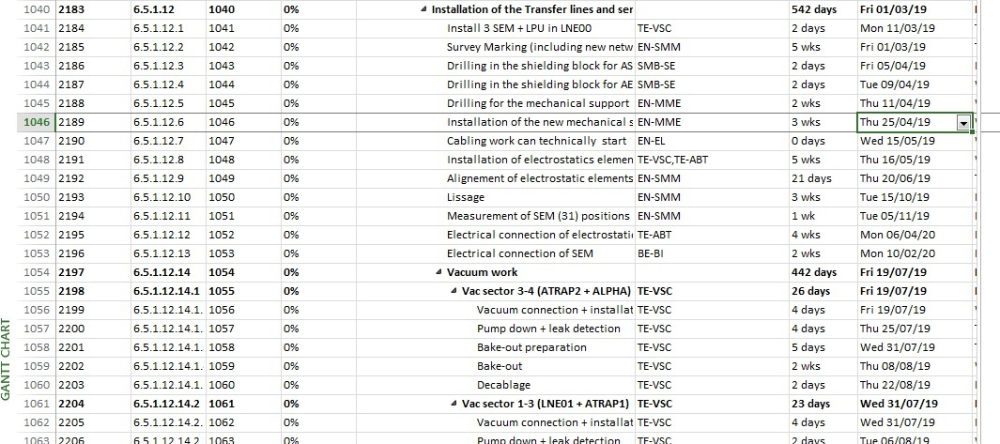 1040 2183 6.5.1.12 1040 0% Installation of the Transfer lines and ser 542 days Fri 01/03/19
1041 2184 6.5.1.12.1 1041 0% Install 3 SEM + LPU in LNE00 TE-VSC 2 days Mon 11/03/19
1042 2185 6.5.1.12.2 1042 0% Survey Marking (including new netw EN-SMM 5 wks Fri 01/03/19
1043 2186 6.5.1.12.3 1043 0% Drilling in the shielding block for AS SMB-SE 2 days Fri 05/04/19
1044 2187 6.5.1.12.4 1044 0% Drilling in the shielding block for AE SMB-SE 2 days Tue 09/04/19
1045 2188 6.5.1.12.5 1045 0% Drilling for the mechanical support EN-MME 2 wks Thu 11/04/19
1046 2189 6.5.1.12.6 1046 0% Installation of the new mechanical s EN-MME 3 wks Thu 25/04/19
1047 2190 6.5.1.12.7 1047 0% Cabling work can technically start EN-EL 0 days Wed 15/05/19
1048 2191 6.5.1.12.8 1048 0% Installation of electrostatics elemen TE-VSC,TE-ABT 5 wks Thu 16/05/19
1049 2192 6.5.1.12.9 1049 0% Alignement of electrostatic elements EN-SMM 21 days Thu 20/06/19
1050 2193 6.5.1.12.10 1050 0% Lissage EN-SMM 3 wks Tue 15/10/19
1051 2194 6.5.1.12.11 1051 0% Measurement of SEM (31) positions EN-SMM 1 wk Tue 05/11/19
1052 2195 6.5.1.12.12 1052 0% Electrical connection of electrostatic TE-ABT 4 wks Mon 06/04/20
1053 2196 6.5.1.12.13 1053 0% Electrical connection of SEM BE-BI 2 wks Mon 10/02/20
1054 2197 6.5.1.12.14 1054 0% Vacuum work 442 days Fri 19/07/19
1055 2198 6.5.1.12.14.1 1055 0% Vac sector 3-4 (ATRAP2 + ALPHA) TE-VSC 26 days Fri 19/07/19
1056 2199 6.5.1.12.14.1. 1056 0% Vacuum connection + installat TE-VSC 4 days Fri 19/07/19
1057 2200 6.5.1.12.14.1. 1057 0% Pump down + leak detection TE-VSC 4 days Thu 25/07/19
1058 2201 6.5.1.12.14.1. 1058 0% Bake-out preparation TE-VSC 5 days Wed 31/07/19
1059 2202 6.5.1.12.14.1. 1059 0% Bake-out TE-VSC 2 wks Thu 08/08/19
1060 2203 6.5.1.12.14.1. 1060 0% Decablage TE-VSC 2 days Thu 22/08/19
1061 2204 6.5.1.12.14.2 1061 0% Vac sector 1-3 (LNE01 + ATRAP1) TE-VSC 23 days Wed 31/07/19
1062 2205 6.5.1.12.14.2. 1062 0% Vacuum connection + installat TE-VSC 4 days Wed 31/07/19
1063 2206 6.5.1.12.14.2. 1063 0% Pump down + leak detection TE-VSC 2 days Tue 06/08/19
GANTT CHART